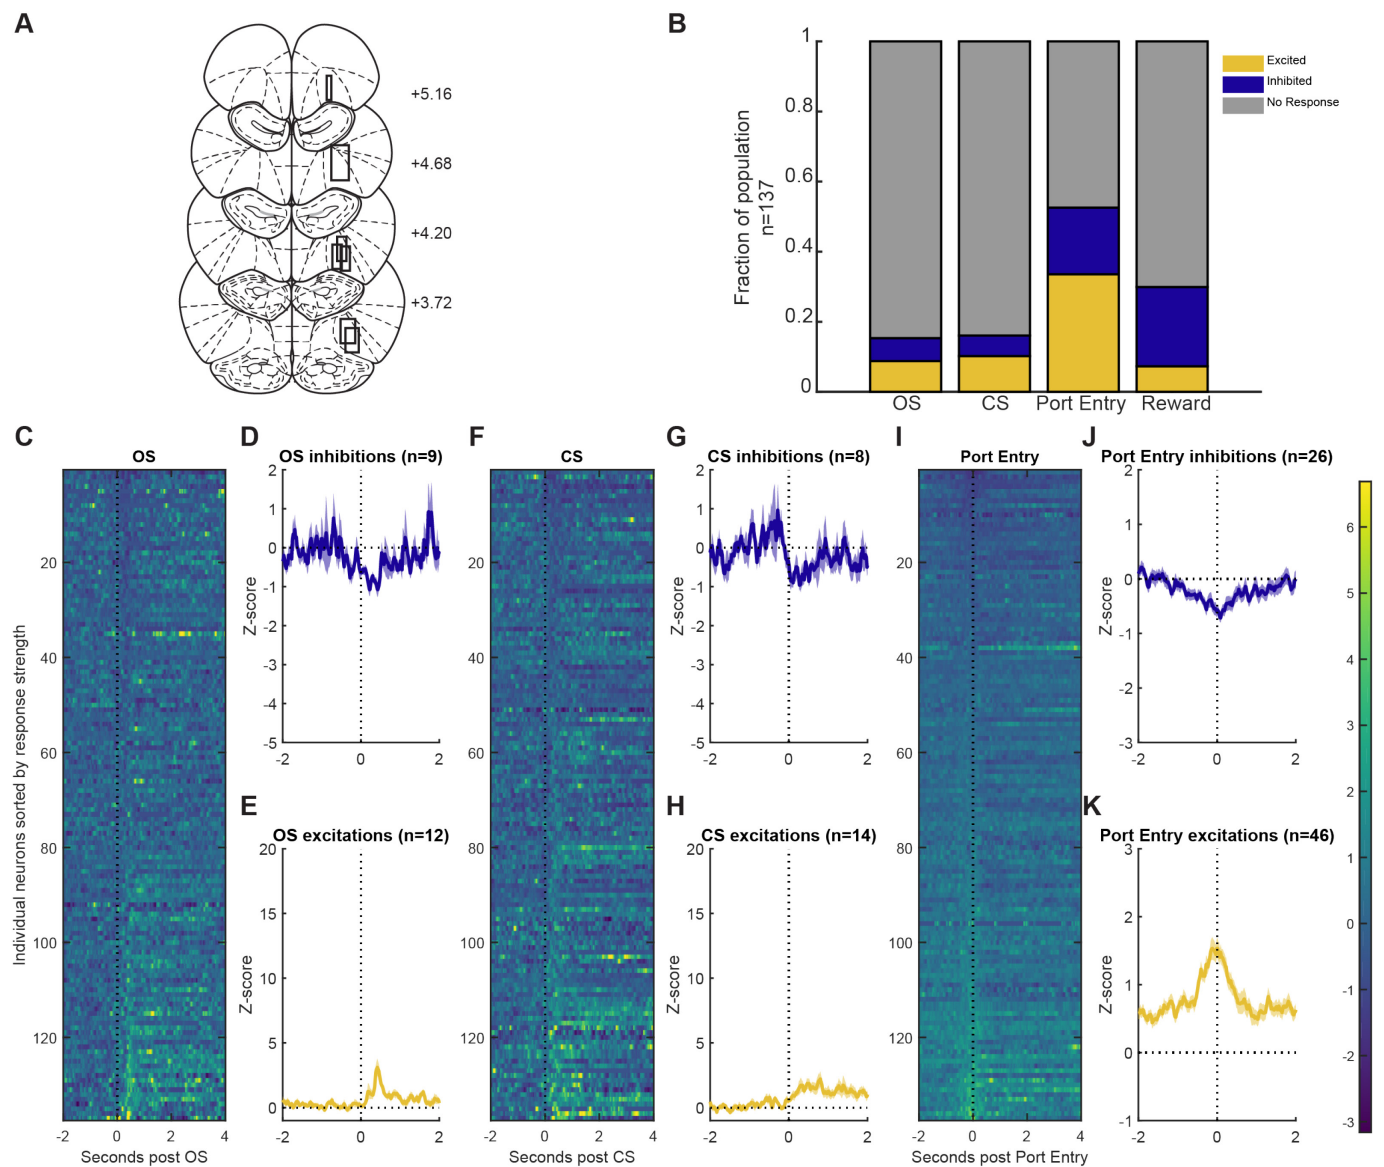 A
+5.16
+4.68
+4.20
+3.72
B
Fraction of population
n=137
1
0.8
0.6
0.4
0.2
0
OS
CS
Port Entry
Reward
Excited
Inhibited
No Response
C
OS
Individual neurons sorted by response strength
20
40
60
80
100
120
-2
0
2
4
Seconds post OS
D
OS inhibitions (n=9)
Z-score
2
1
0
-1
-2
-3
-4
-5
-2
0
2
E
OS excitations (n=12)
Z-score
20
15
10
5
0
-2
0
2
F
CS
20
40
60
80
100
120
-2
0
2
4
Seconds post CS
G
CS inhibitions (n=8)
Z-score
2
1
0
-1
-2
-3
-4
-5
-2
0
2
H
CS excitations (n=14)
Z-score
20
15
10
5
0
-2
0
2
I
Port Entry
20
40
60
80
100
120
-2
0
2
4
Seconds post Port Entry
J
Port Entry inhibitions (n=26)
Z-score
2
1
0
-1
-2
-3
-2
0
2
K
Port Entry excitations (n=46)
Z-score
3
2
1
0
-1
-2
0
2
6
5
4
3
2
1
0
-1
-2
-3